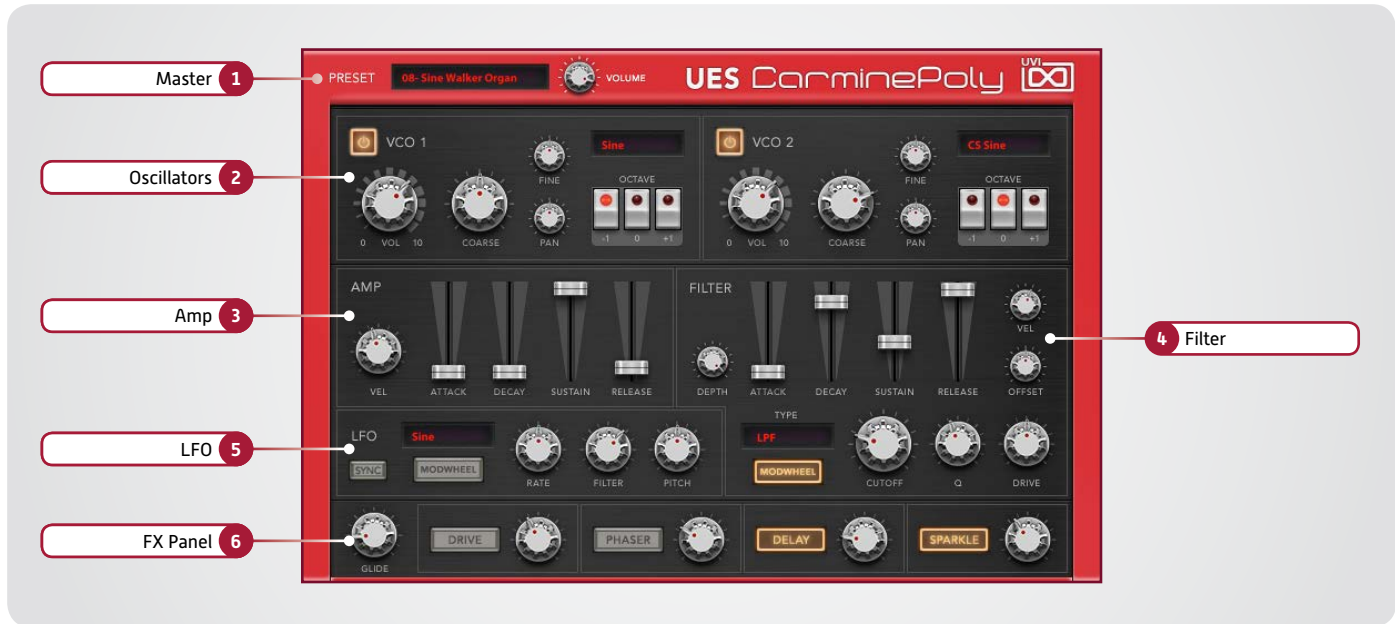 Master 1
PRESET 08- Sine Walker Organ VOLUME UES CarminePoly UVI
Oscillators 2
VCO 1 Sine
FINE OCTAVE
0 VOL 10 COARSE PAN -1 0 +1
VCO 2 CS Sine
FINE OCTAVE
0 VOL 10 COARSE PAN -1 0 +1
Amp 3
AMP
VEL ATTACK DECAY SUSTAIN RELEASE
4 Filter
FILTER
VEL
DEPTH ATTACK DECAY SUSTAIN RELEASE OFFSET
TYPE
LPF
MODWHEEL CUTOFF Q DRIVE
LFO 5
LFO Sine
SYNC MODWHEEL RATE FILTER PITCH
FX Panel 6
GLIDE DRIVE PHASER DELAY SPARKLE